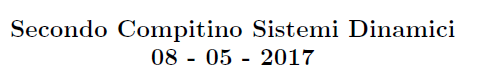 Secondo Compitino Sistemi Dinamici
08 - 05 - 2017